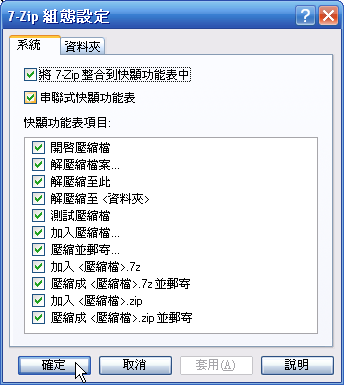 7-Zip 組態設定
系統 資料夾
將 7-Zip 整合到快顯功能表中
串聯式快顯功能表
快顯功能表項目:
開啓壓縮檔
解壓縮檔案...
解壓縮至此
解壓縮至 <資料夾>
測試壓縮檔
加入壓縮檔...
壓縮並郵寄...
加入 <壓縮檔>.7z
壓縮成 <壓縮檔>.7z 並郵寄
加入 <壓縮檔>.zip
壓縮成 <壓縮檔>.zip 並郵寄
確定 取消 套用(A) 說明